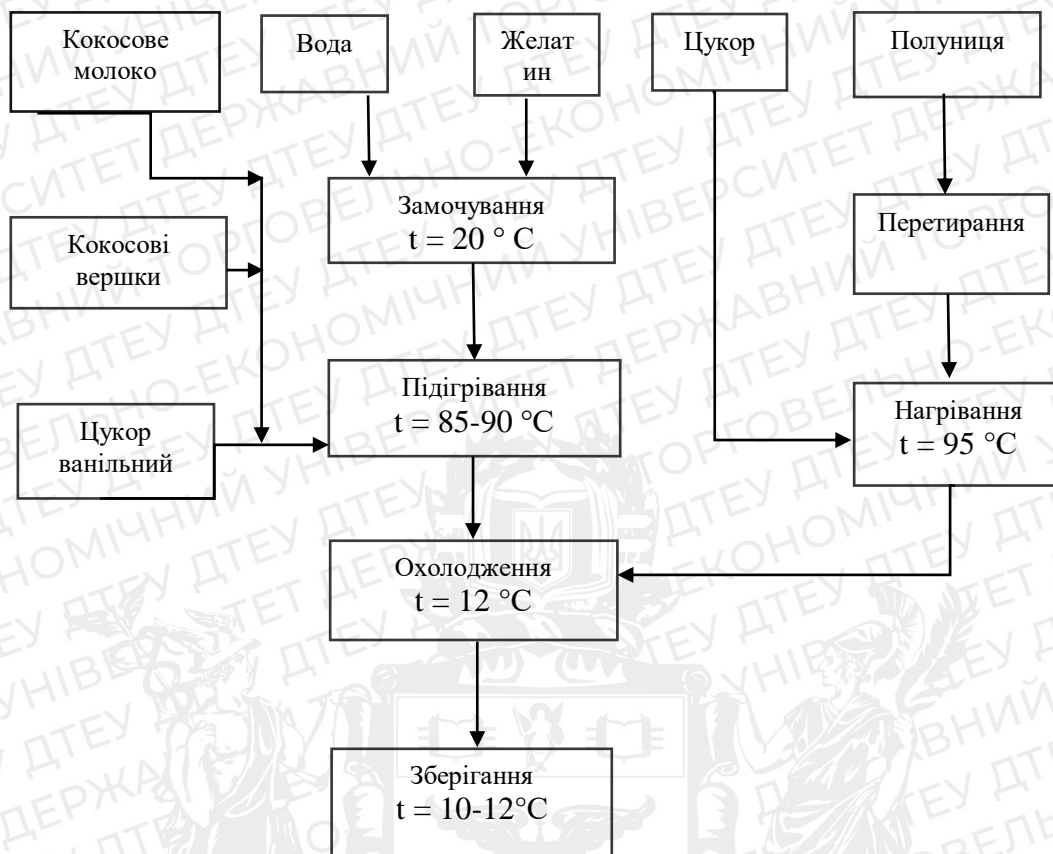 Кокосове
молоко
Вода
Желат
ин
Цукор
Полуниця
Замочування
t = 20 ° C
Перетирання
Кокосові
вершки
Підігрівання
t = 85-90 °C
Нагрівання
t = 95 °C
Цукор
ванільний
Охолодження
t = 12 °C
Зберігання
t = 10-12°C